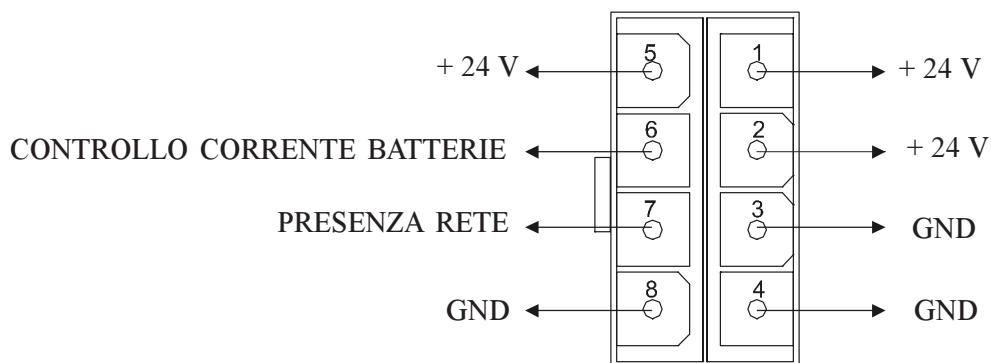 + 24 V 5 1 + 24 V
CONTROLLO CORRENTE BATTERIE 6 2 + 24 V
PRESENZA RETE 7 3 GND
GND 8 4 GND